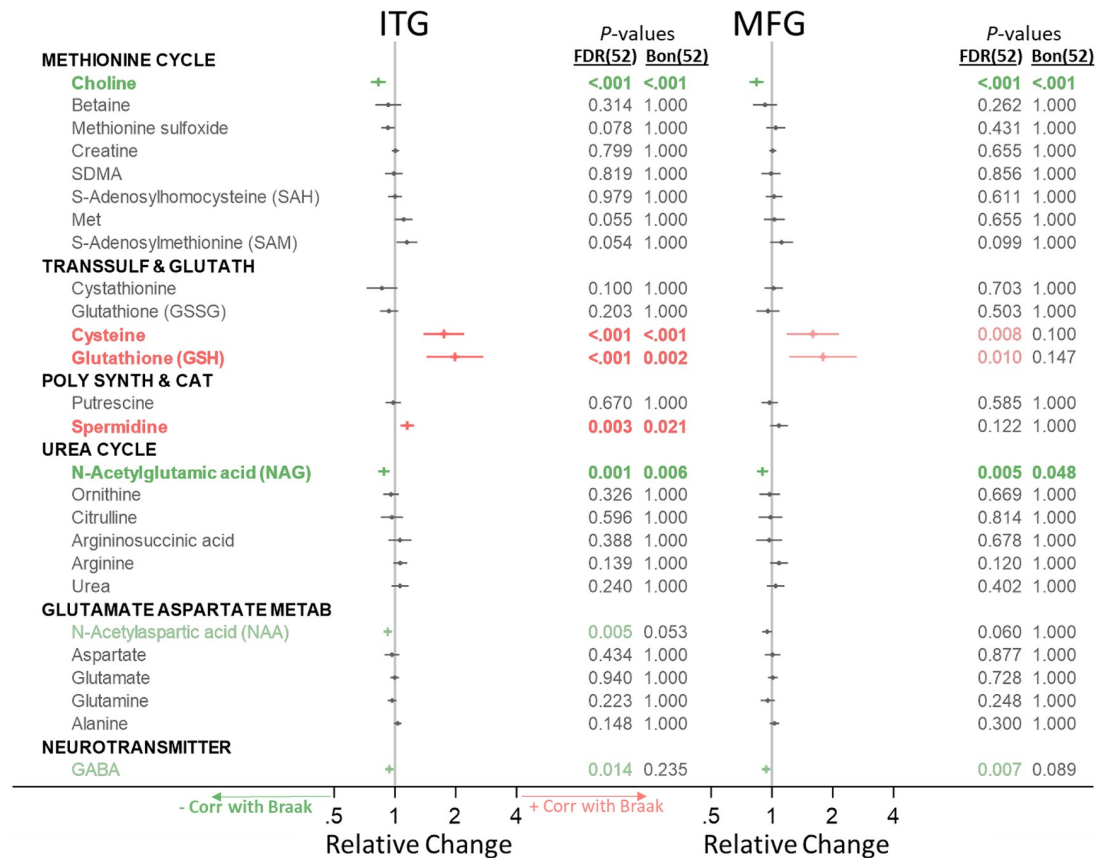 ITG MFG
P-values P-values
FDR(52) Bon(52) FDR(52) Bon(52)
METHIONINE CYCLE
Choline <.001 <.001 <.001 <.001
Betaine 0.314 1.000 0.262 1.000
Methionine sulfoxide 0.078 1.000 0.431 1.000
Creatine 0.799 1.000 0.655 1.000
SDMA 0.819 1.000 0.856 1.000
S-Adenosylhomocysteine (SAH) 0.979 1.000 0.611 1.000
Met 0.055 1.000 0.655 1.000
S-Adenosylmethionine (SAM) 0.054 1.000 0.099 1.000
TRANSSULF & GLUTATH
Cystathionine 0.100 1.000 0.703 1.000
Glutathione (GSSG) 0.203 1.000 0.503 1.000
Cysteine <.001 <.001 0.008 0.100
Glutathione (GSH) <.001 0.002 0.010 0.147
POLY SYNTH & CAT
Putrescine 0.670 1.000 0.585 1.000
Spermidine 0.003 0.021 0.122 1.000
UREA CYCLE
N-Acetylglutamic acid (NAG) 0.001 0.006 0.005 0.048
Ornithine 0.326 1.000 0.669 1.000
Citrulline 0.596 1.000 0.814 1.000
Argininosuccinic acid 0.388 1.000 0.678 1.000
Arginine 0.139 1.000 0.120 1.000
Urea 0.240 1.000 0.402 1.000
GLUTAMATE ASPARTATE METAB
N-Acetylaspartic acid (NAA) 0.005 0.053 0.060 1.000
Aspartate 0.434 1.000 0.877 1.000
Glutamate 0.940 1.000 0.728 1.000
Glutamine 0.223 1.000 0.248 1.000
Alanine 0.148 1.000 0.300 1.000
NEUROTRANSMITTER
GABA 0.014 0.235 0.007 0.089
- Corr with Braak + Corr with Braak
.5 1 2 4 .5 1 2 4
Relative Change Relative Change